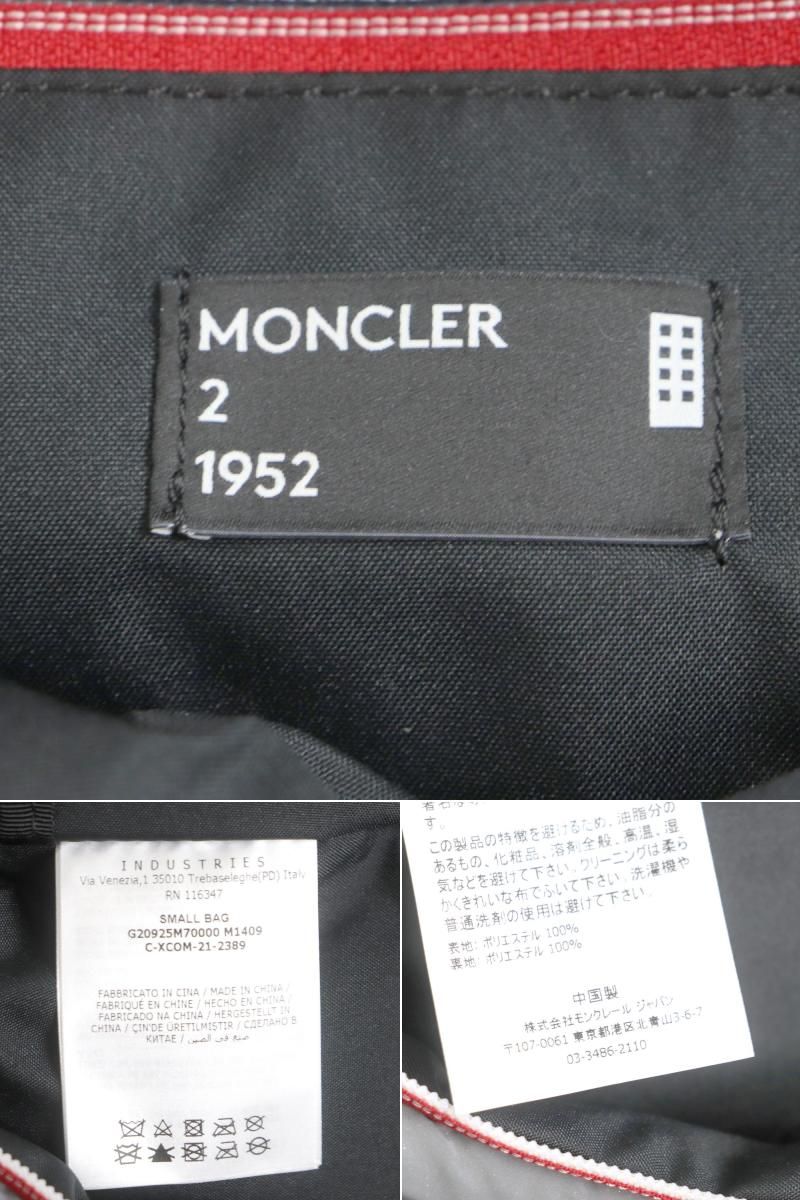 MONCLER
2
1952
INDUSTRIES
Via Venezia,1 35010 Trebaseleghe(PD) Italy
RN 116347
SMALL BAG
G20925M70000 M1409
C-XCOM-21-2389
FABBRICATO IN CINA / MADE IN CHINA /
FABRIQUÉ EN CHINE / HECHO EN CHINA /
FABRICADO NA CHINA / HERGESTELLT IN
CHINA / ÇIN'DE ÜRETILMISTIR / СДЕЛАНО В
КИТАЕ / صنع في الصين
す。
この製品の特徴を避けるため、油脂分の
あるもの、化粧品、溶剤全般、高温、湿
気などを避けて下さい。クリーニングは柔ら
かくきれいな布でふいて下さい。洗濯機や
普通洗剤の使用は避けて下さい。
表地: ポリエステル 100%
裏地: ポリエステル 100%
中国製
株式会社モンクレール ジャパン
〒107-0061 東京都港区北青山3-6-7
03-3486-2110